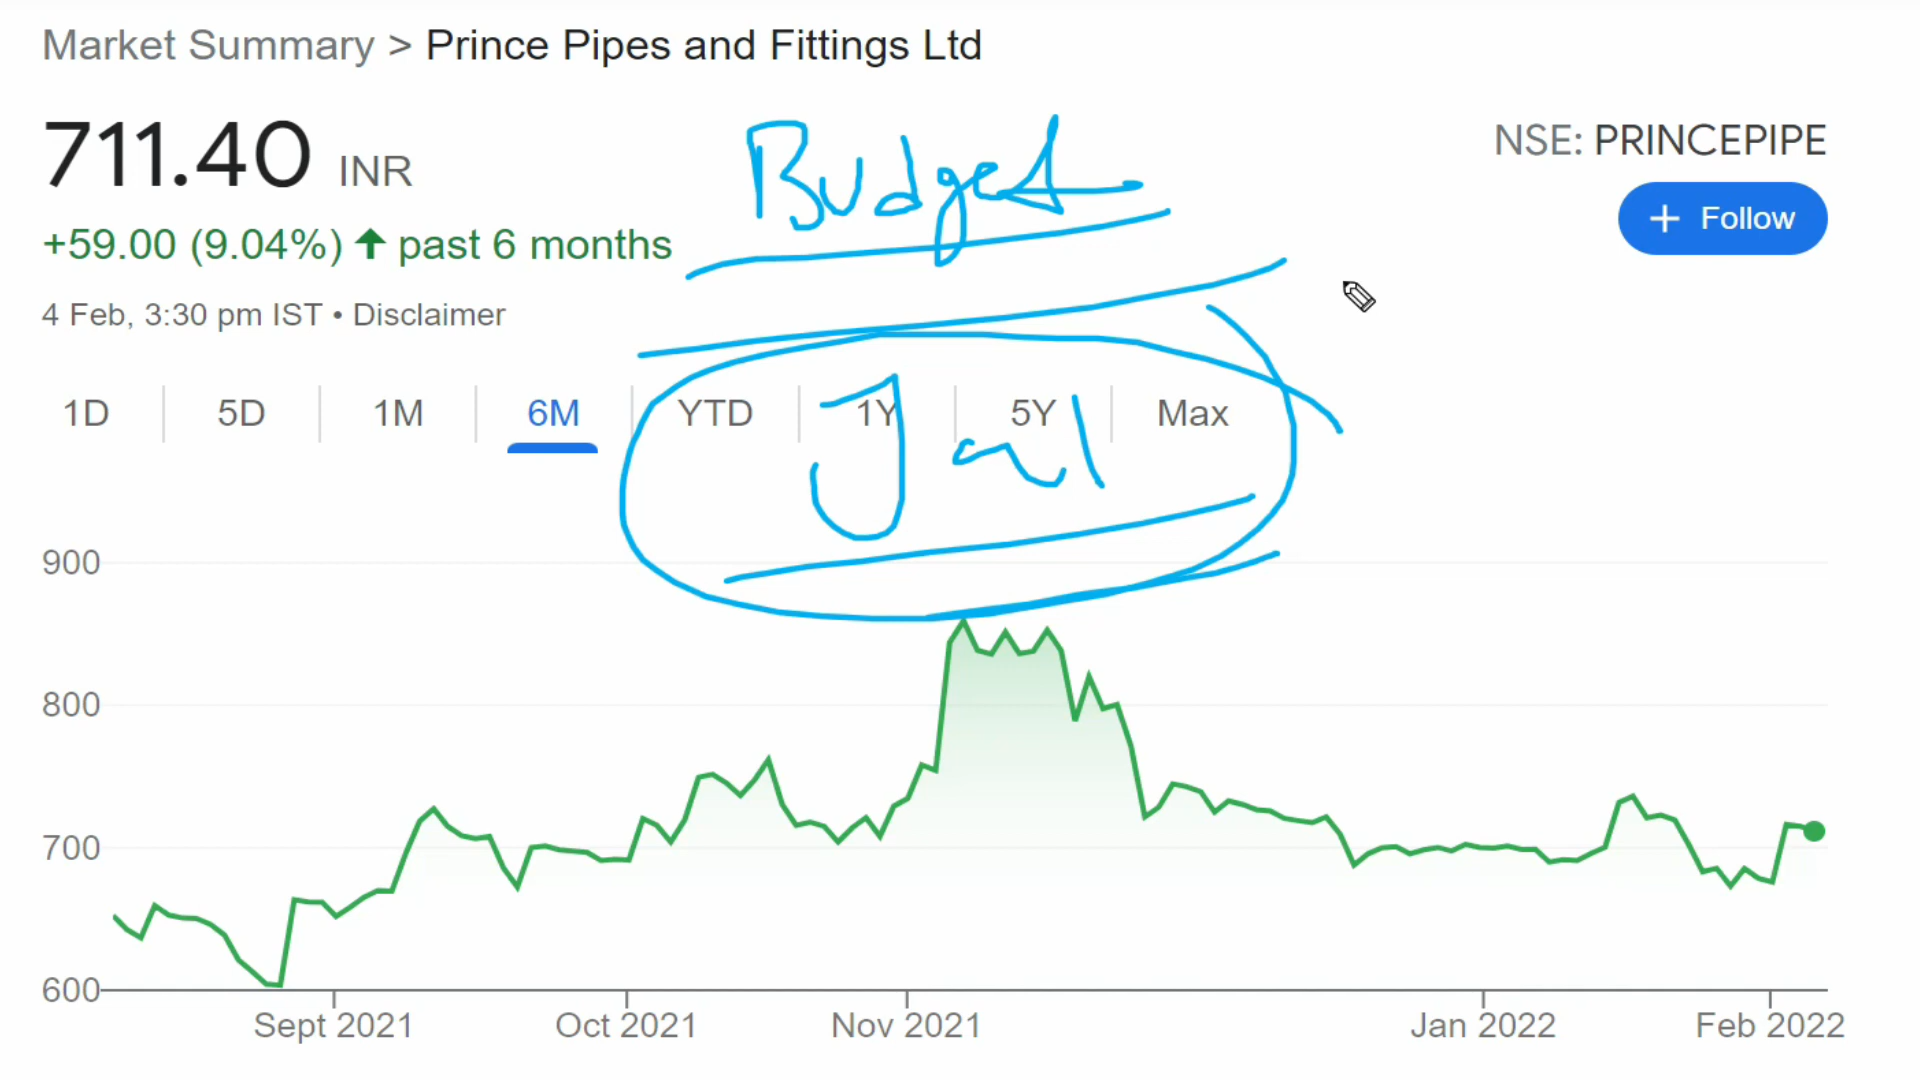 Market Summary > Prince Pipes and Fittings Ltd
711.40 INR
Budget
NSE: PRINCEPIPE
+ Follow
+59.00 (9.04%) ↑ past 6 months
4 Feb, 3:30 pm IST • Disclaimer
1D 5D 1M 6M YTD 1Y 5Y Max
Jal
900
800
700
600
Sept 2021 Oct 2021 Nov 2021 Jan 2022 Feb 2022